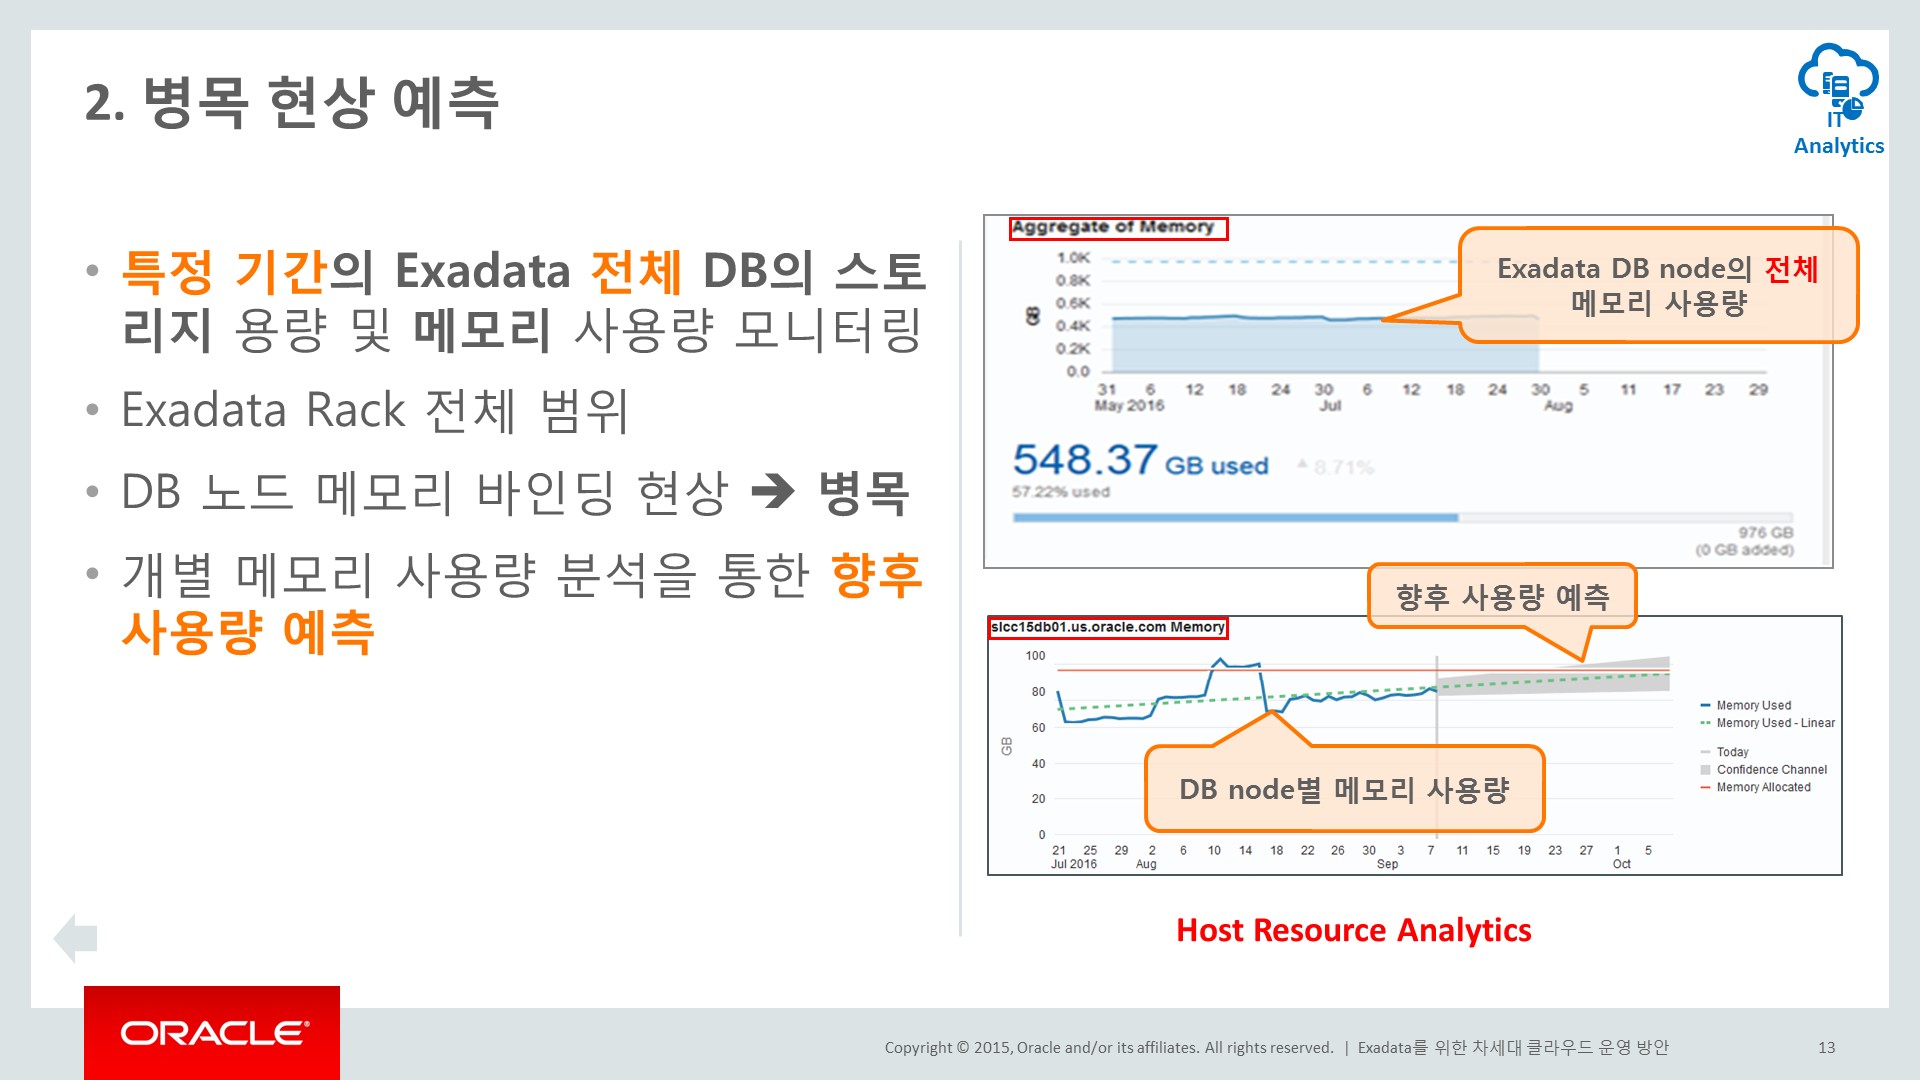 2. 병목 현상 예측
IT
Analytics
• 특정 기간의 Exadata 전체 DB의 스토
리지 용량 및 메모리 사용량 모니터링
• Exadata Rack 전체 범위
• DB 노드 메모리 바인딩 현상 ➔ 병목
• 개별 메모리 사용량 분석을 통한 향후
사용량 예측
Aggregate of Memory
Exadata DB node의 전체
메모리 사용량
1.0K
0.8K
0.6K
0.4K
0.2K
0.0
GB
31 6 12 18 24 30 6 12 18 24 30 5 11 17 23 29
May 2016 Jul Aug
548.37 GB used ▲ 8.71%
57.22% used
976 GB
(0 GB added)
향후 사용량 예측
slcc15db01.us.oracle.com Memory
100
80
60
40
20
0
GB
DB node별 메모리 사용량
21 25 29 2 6 10 14 18 22 26 30 3 7 11 15 19 23 27 1 5
Jul 2016 Aug Sep Oct
Memory Used
Memory Used - Linear
Today
Confidence Channel
Memory Allocated
Host Resource Analytics
ORACLE®
Copyright © 2015, Oracle and/or its affiliates. All rights reserved. | Exadata를 위한 차세대 클라우드 운영 방안 13